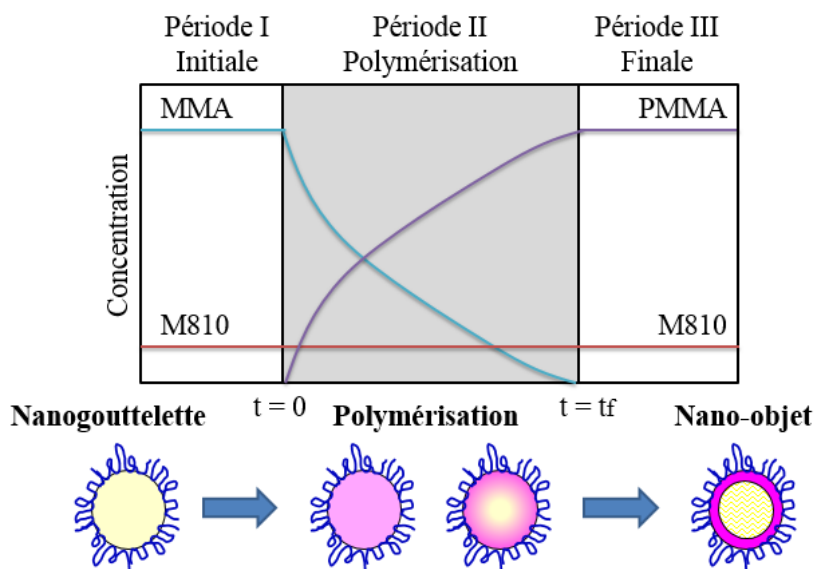 Période I
Initiale
Période II
Polymérisation
Période III
Finale
MMA
PMMA
Concentration
M810
M810
t = 0
t = tf
Nanogouttelette
Polymérisation
Nano-objet